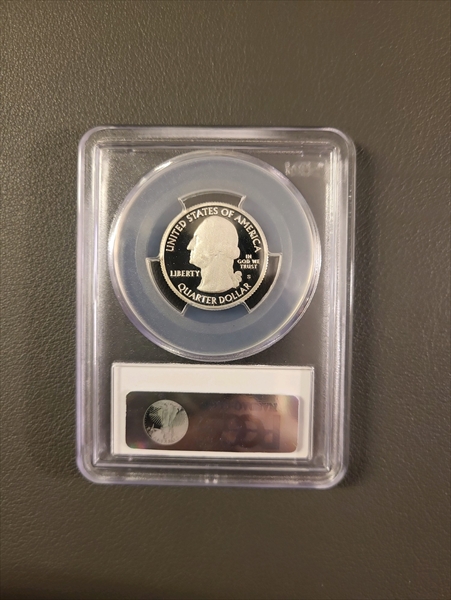 UNITED STATES OF AMERICA
LIBERTY
IN
GOD WE
TRUST
S
QUARTER DOLLAR